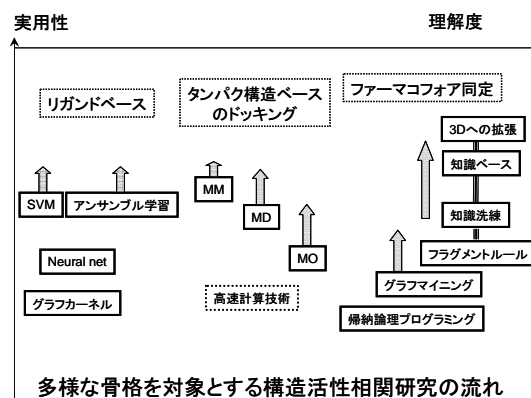 実用性
理解度
リガンドベース
タンパク構造ベース
のドッキング
ファーマコフォア同定
3Dへの拡張
知識ベース
MM
SVM
アンサンブル学習
MD
知識洗練
Neural net
MO
フラグメントルール
グラフカーネル
高速計算技術
グラフマイニング
帰納論理プログラミング
多様な骨格を対象とする構造活性相関研究の流れ